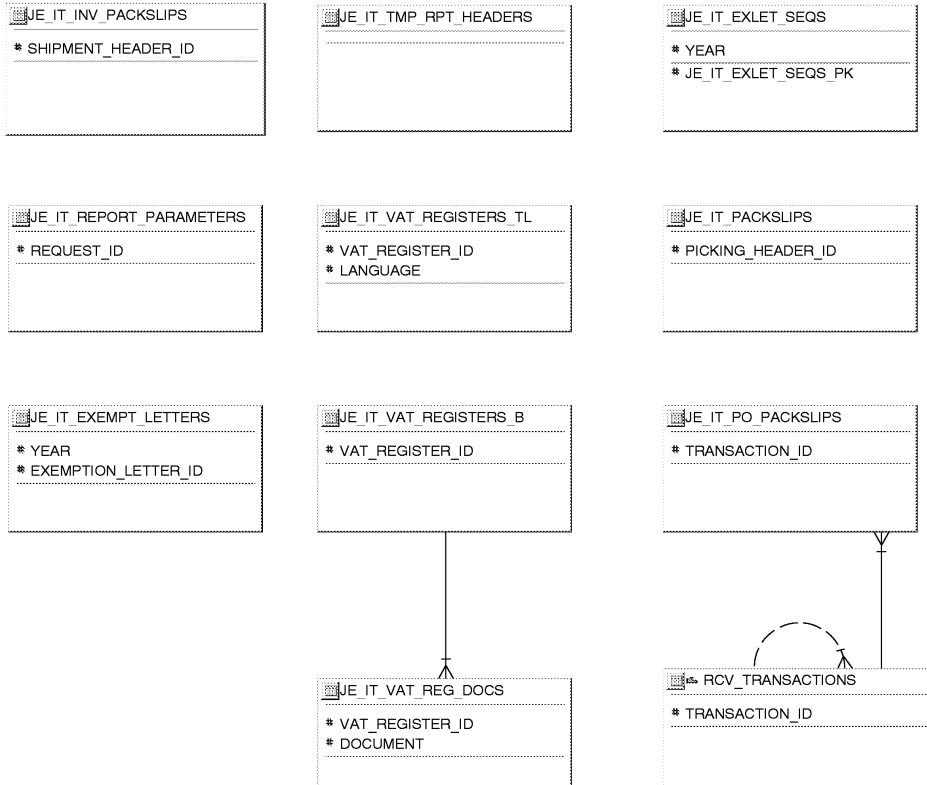 JE_IT_INV_PACKSLIPS
# SHIPMENT_HEADER_ID
JE_IT_TMP_RPT_HEADERS
JE_IT_EXLET_SEQS
# YEAR
# JE_IT_EXLET_SEQS_PK
JE_IT_REPORT_PARAMETERS
# REQUEST_ID
JE_IT_VAT_REGISTERS_TL
# VAT_REGISTER_ID
# LANGUAGE
JE_IT_PACKSLIPS
# PICKING_HEADER_ID
JE_IT_EXEMPT_LETTERS
# YEAR
# EXEMPTION_LETTER_ID
JE_IT_VAT_REGISTERS_B
# VAT_REGISTER_ID
JE_IT_PO_PACKSLIPS
# TRANSACTION_ID
JE_IT_VAT_REG_DOCS
# VAT_REGISTER_ID
# DOCUMENT
RCV_TRANSACTIONS
# TRANSACTION_ID